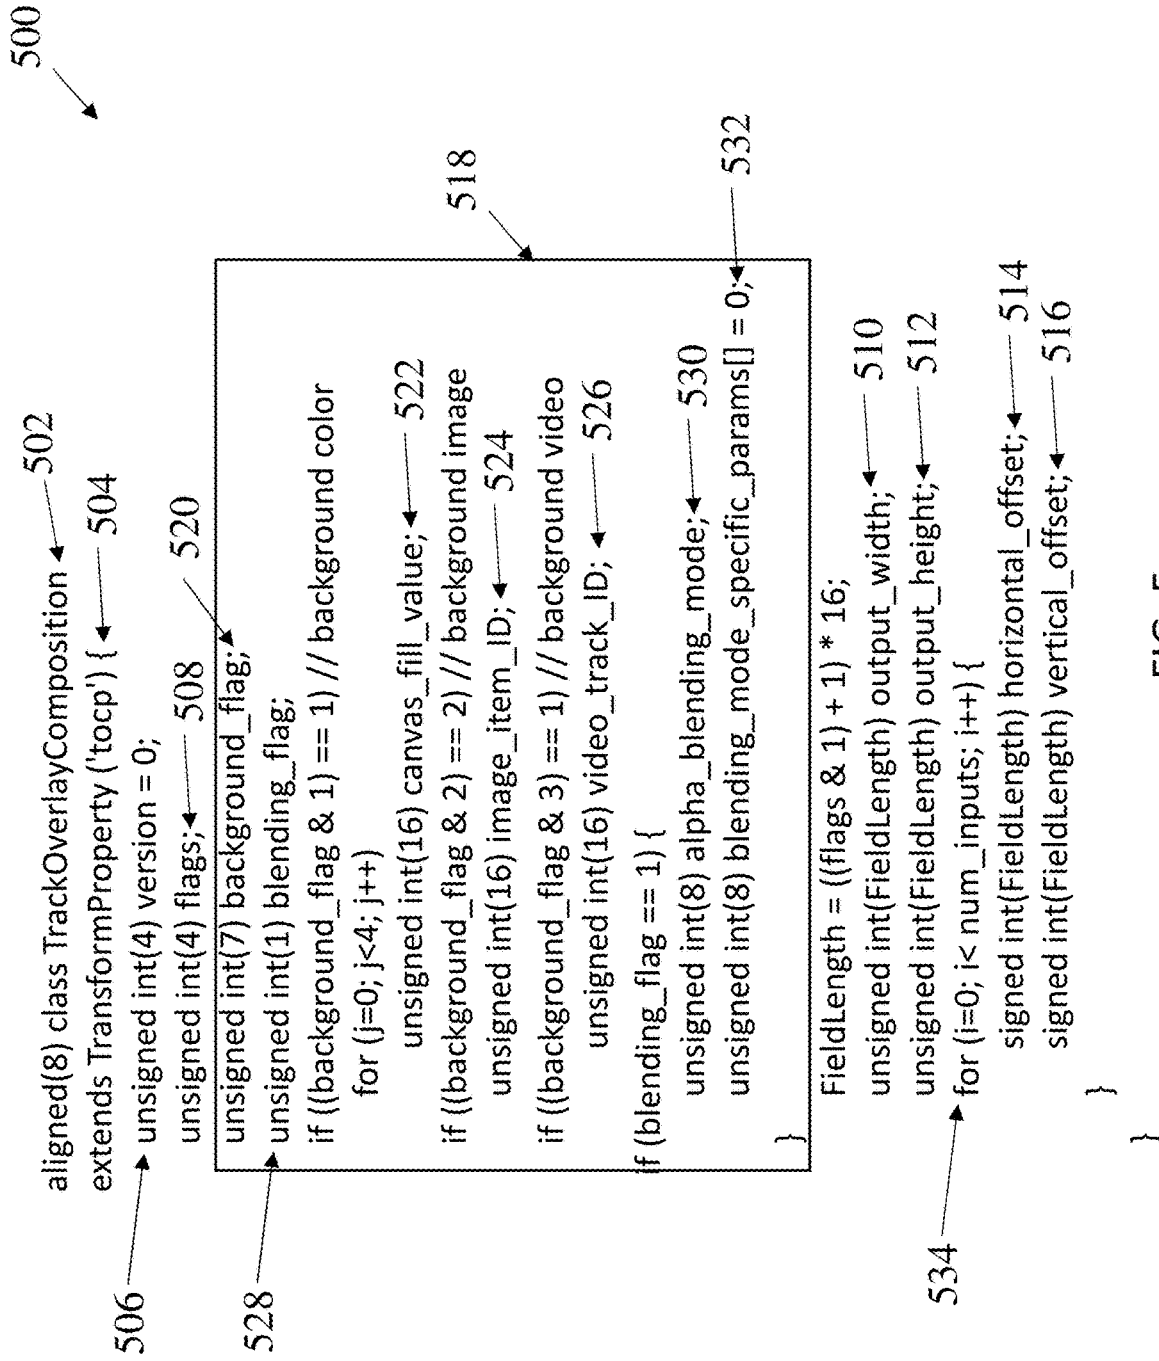 500
aligned(8) class TrackOverlayComposition 502
extends TransformProperty ('tocp') { 504
506 unsigned int(4) version = 0;
unsigned int(4) flags; 508
518
unsigned int(7) background_flag; 520
528 unsigned int(1) blending_flag;
if ((background_flag & 1) == 1) // background color
for (j=0; j<4; j++)
unsigned int(16) canvas_fill_value; 522
if ((background_flag & 2) == 2) // background image
unsigned int(16) image_item_ID; 524
if ((background_flag & 3) == 1) // background video
unsigned int(16) video_track_ID; 526
if (blending_flag == 1) {
unsigned int(8) alpha_blending_mode; 530
unsigned int(8) blending_mode_specific_params[] = 0; 532
}
FieldLength = ((flags & 1) + 1) * 16;
unsigned int(FieldLength) output_width; 510
unsigned int(FieldLength) output_height; 512
534 for (i=0; i< num_inputs; i++) {
signed int(FieldLength) horizontal_offset; 514
signed int(FieldLength) vertical_offset; 516
}
}